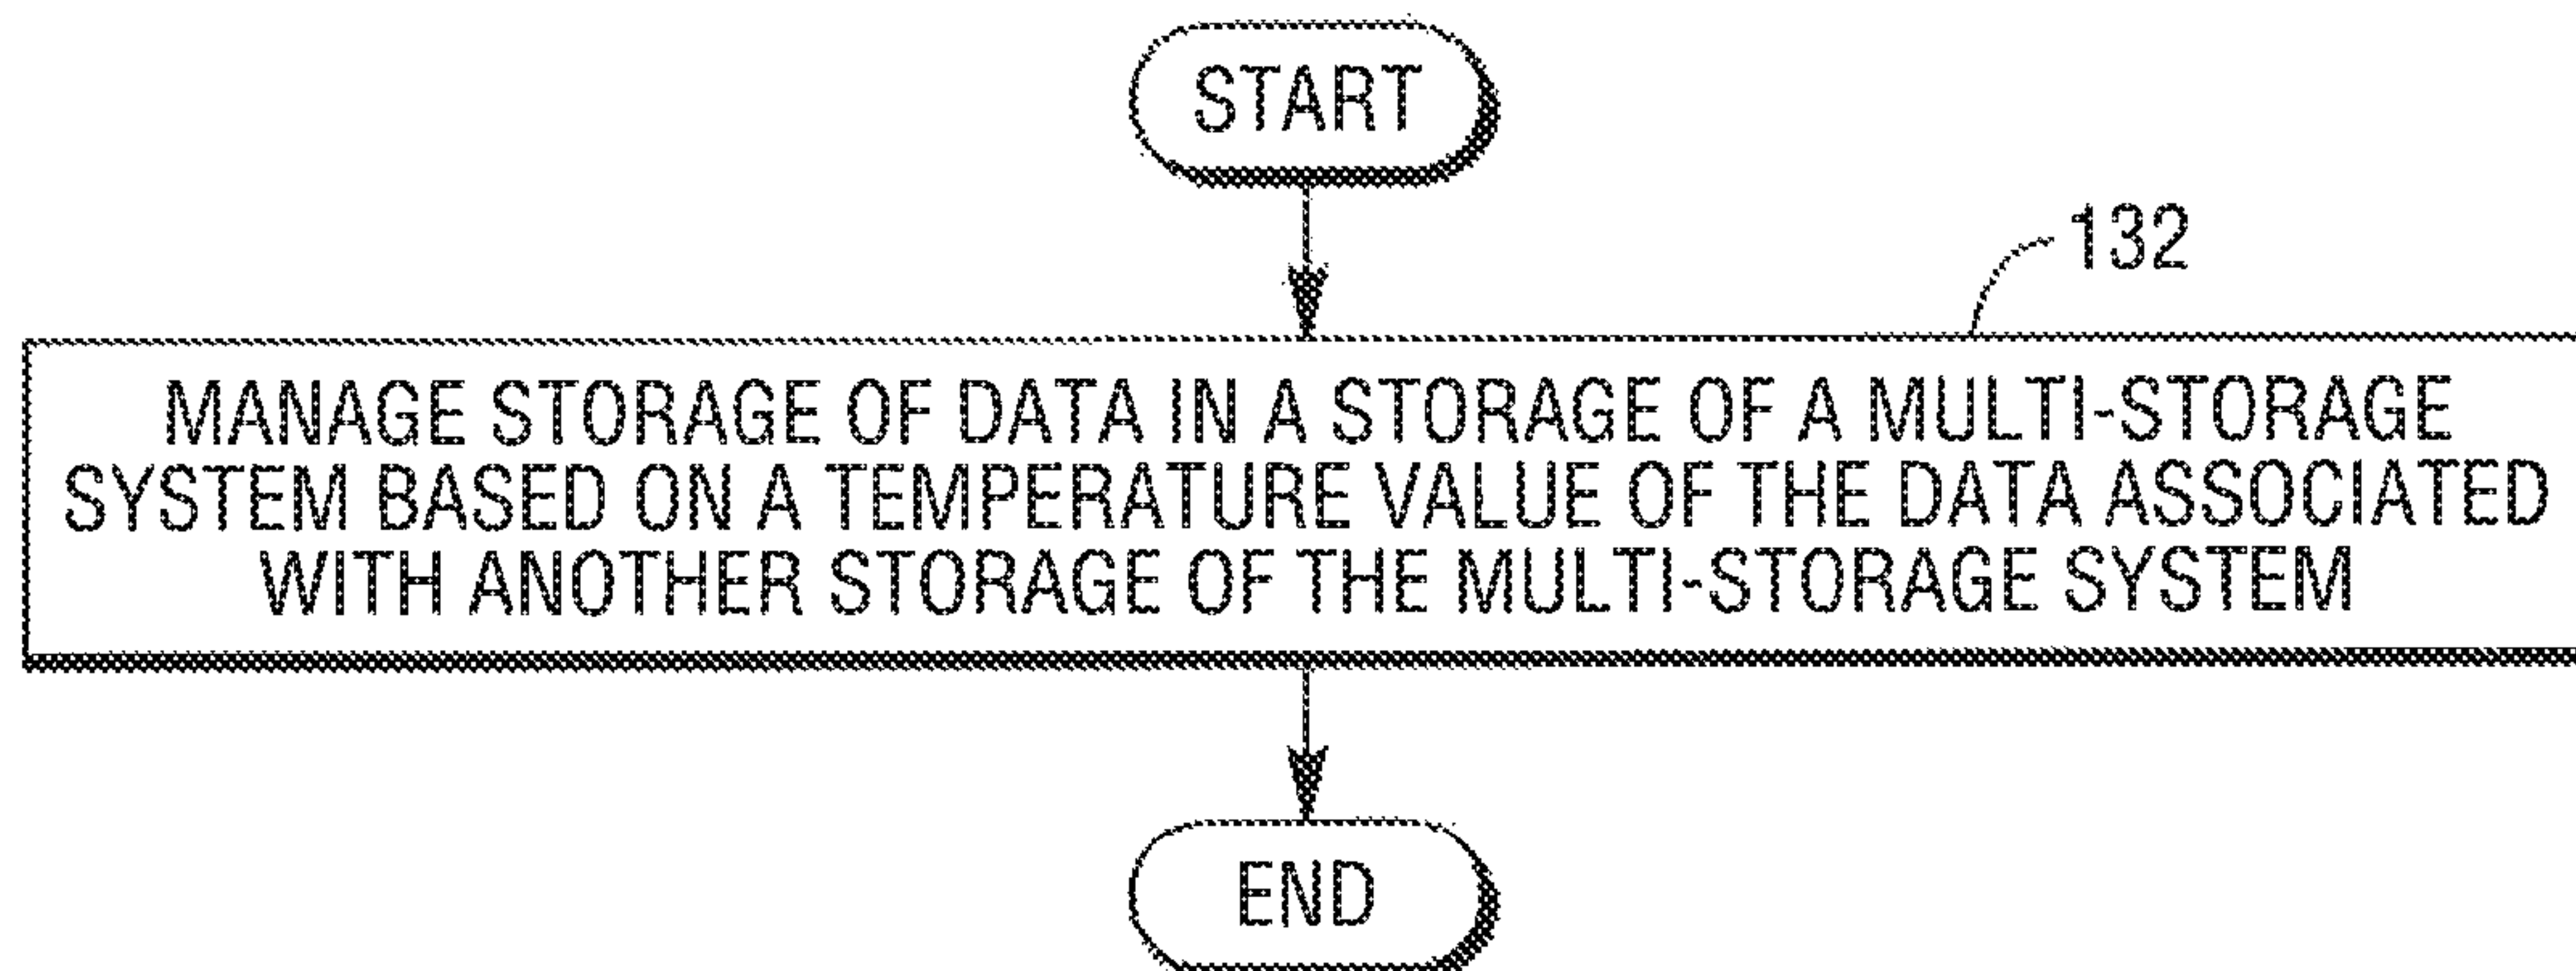 START
132
MANAGE STORAGE OF DATA IN A STORAGE OF A MULTI-STORAGE
SYSTEM BASED ON A TEMPERATURE VALUE OF THE DATA ASSOCIATED
WITH ANOTHER STORAGE OF THE MULTI-STORAGE SYSTEM
END